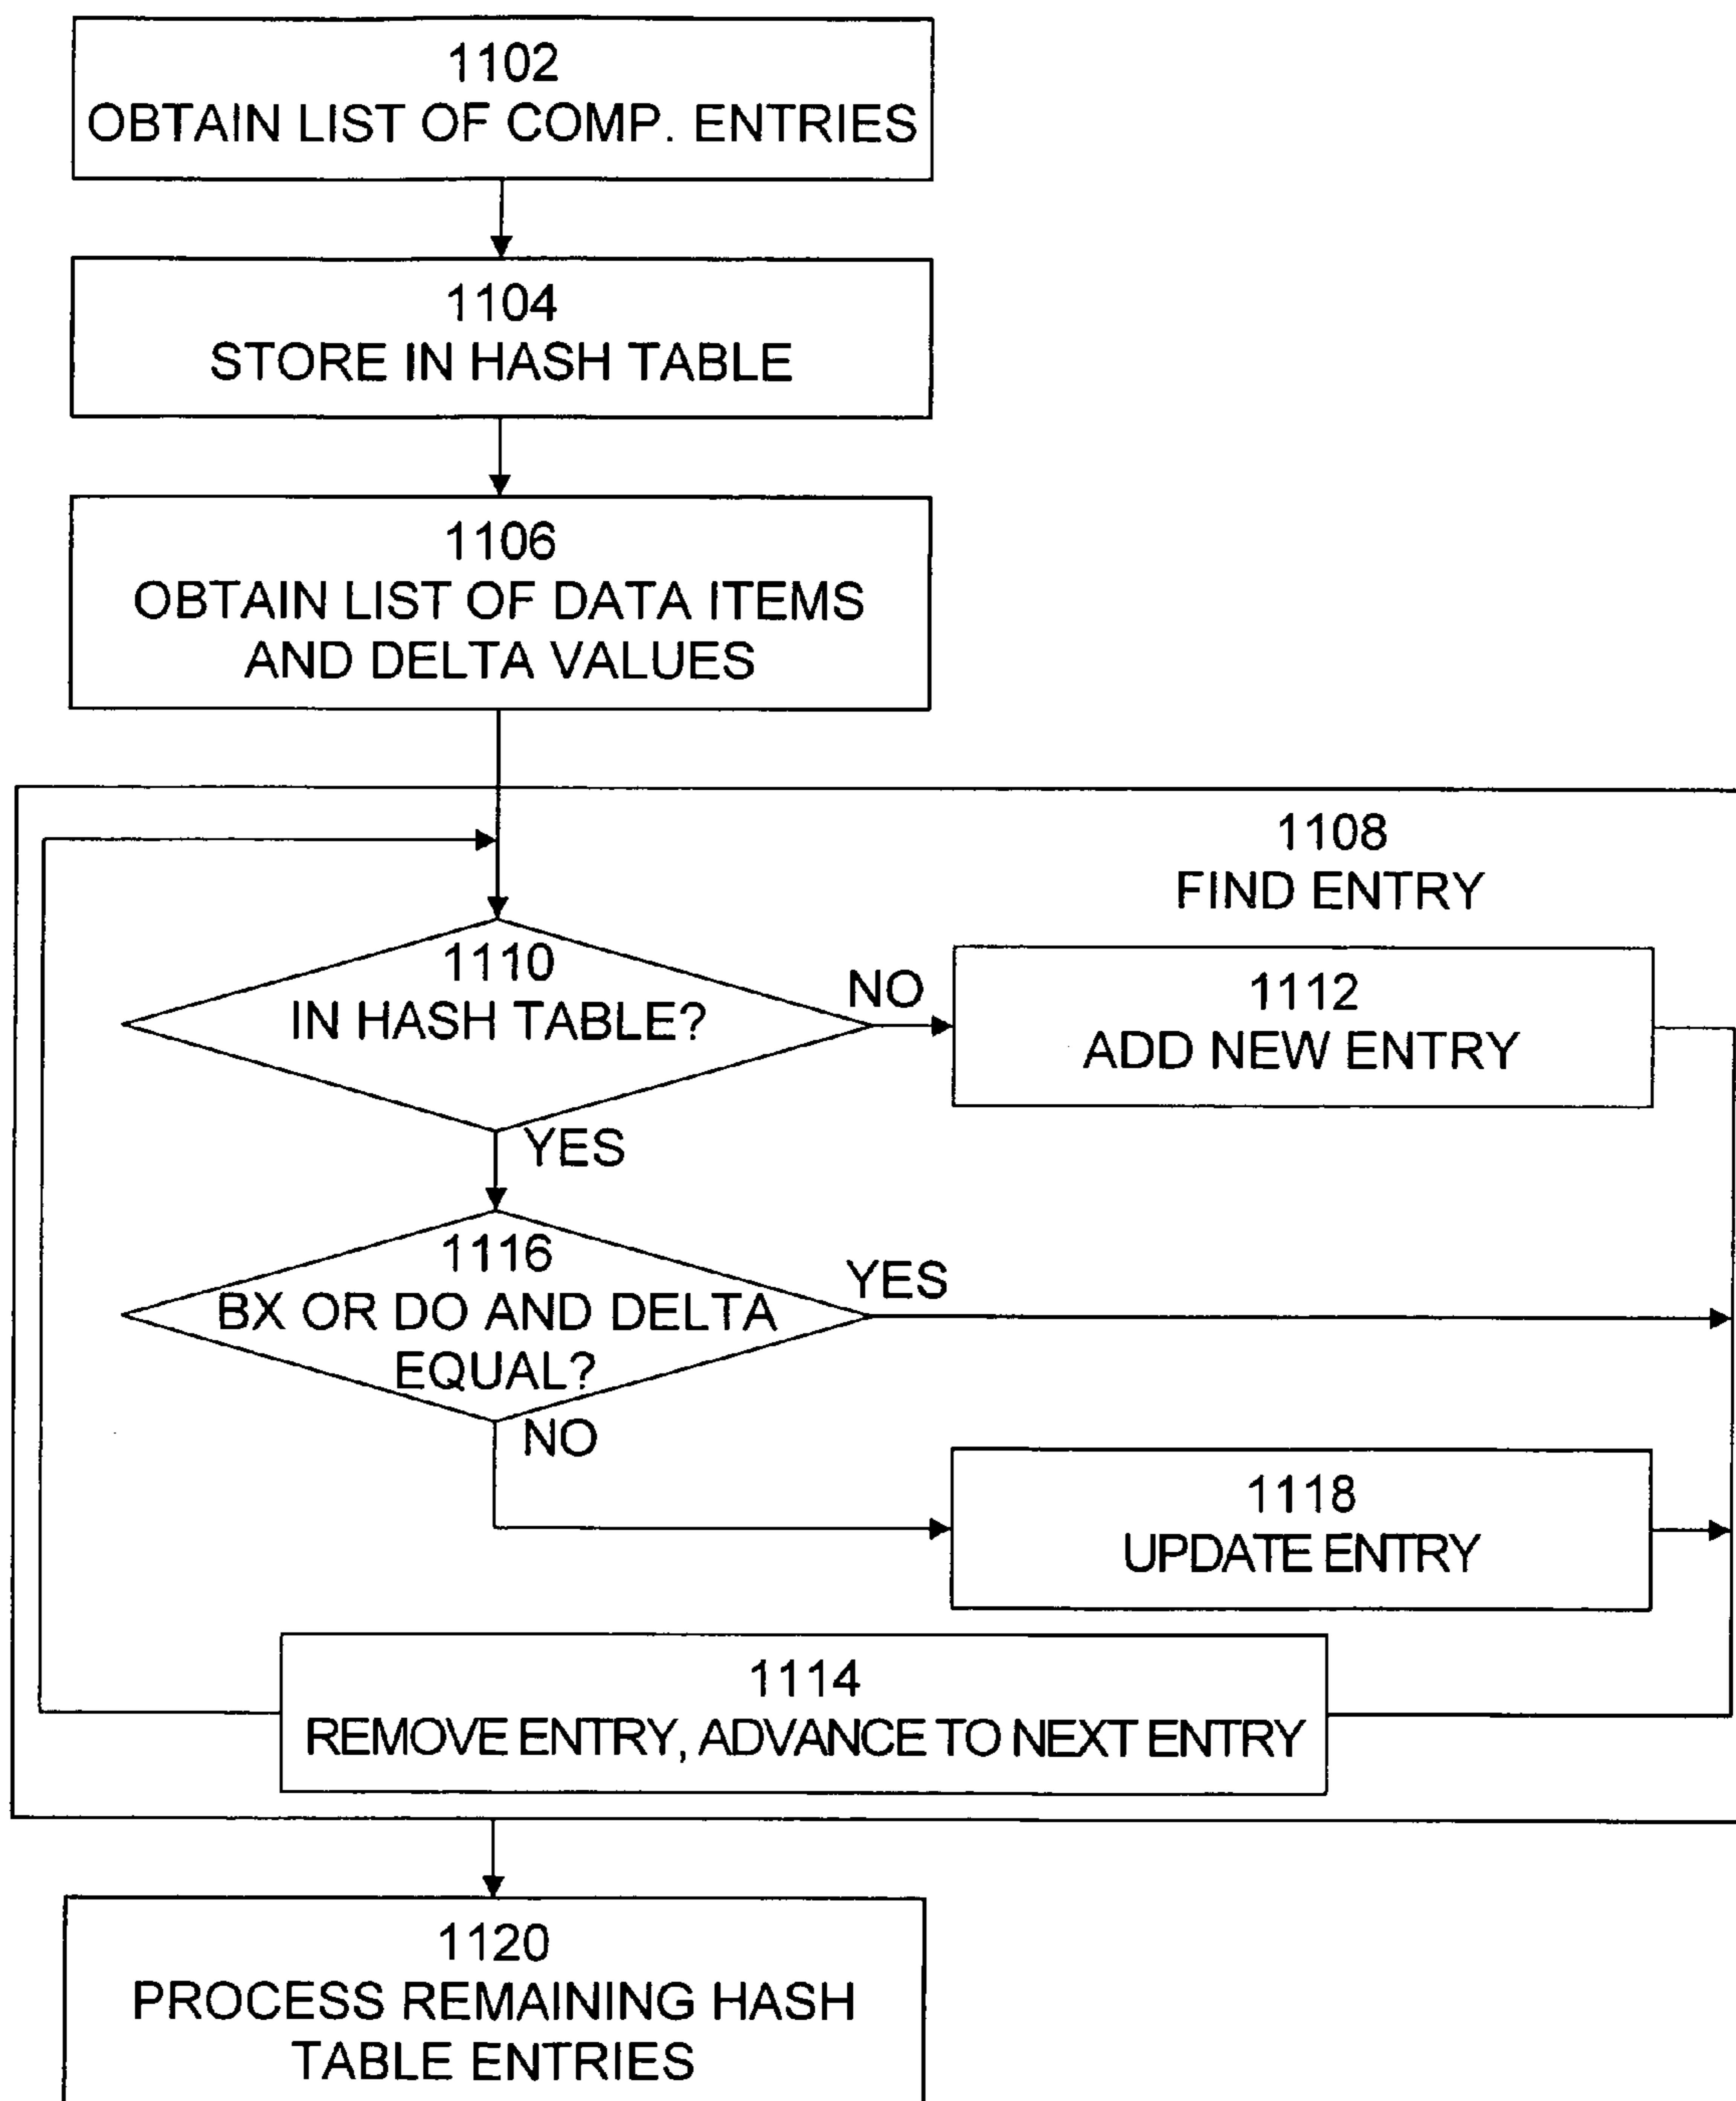 1102
OBTAIN LIST OF COMP. ENTRIES
1104
STORE IN HASH TABLE
1106
OBTAIN LIST OF DATA ITEMS
AND DELTA VALUES
1108
FIND ENTRY
1110
IN HASH TABLE?
NO
1112
ADD NEW ENTRY
YES
1116
BX OR DO AND DELTA
EQUAL?
YES
NO
1118
UPDATE ENTRY
1114
REMOVE ENTRY, ADVANCE TO NEXT ENTRY
1120
PROCESS REMAINING HASH
TABLE ENTRIES